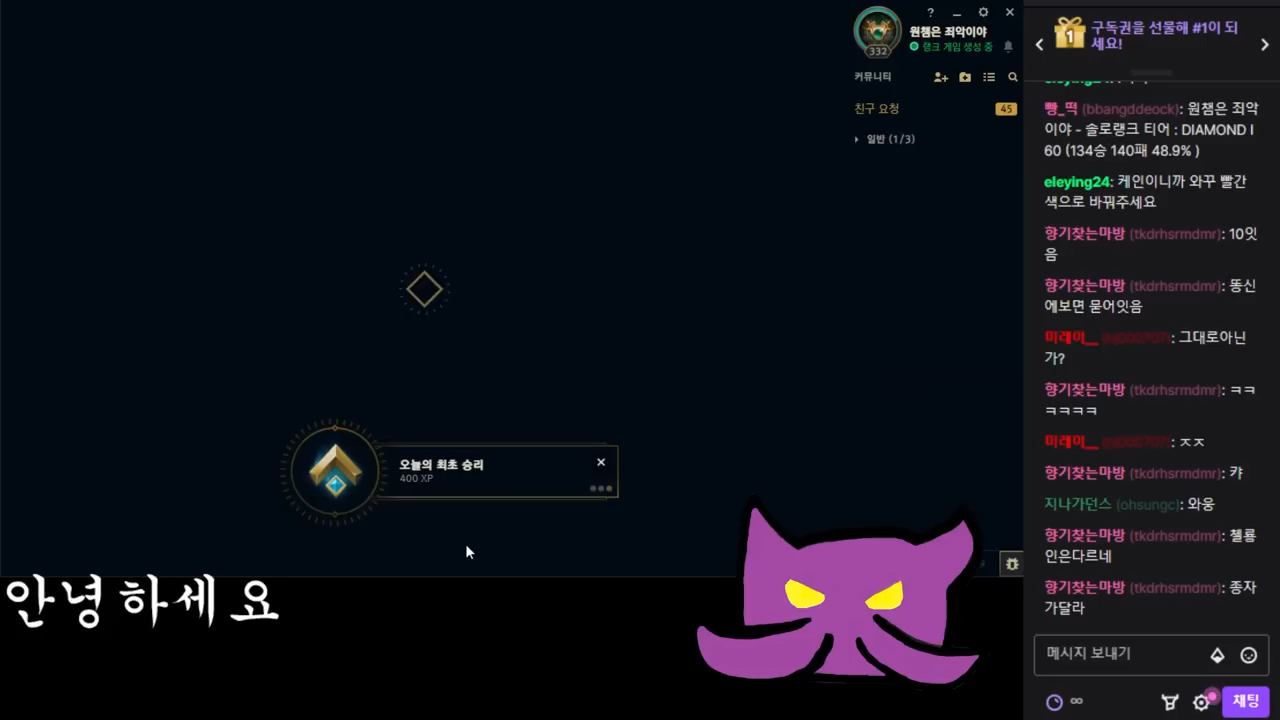 원챔은 죄악이야
332
랭크 게임 생성 중
커뮤니티
친구 요청
45
일반 (1/3)
오늘의 최초 승리
400 XP
안녕하세요
1
구독권을 선물해 #1이 되
세요!
빵_떡 (bbangddeock): 원챔은 죄악
이야 - 솔로랭크 티어 : DIAMOND I
60 (134승 140패 48.9% )
eleying24: 케인이니까 와꾸 빨간
색으로 바꿔주세요
향기찾는마방 (tkdrhsrmdmr): 10잇
음
향기찾는마방 (tkdrhsrmdmr): 똥신
에보면 묻어잇음
미레이__ : 그대로아닌
가?
향기찾는마방 (tkdrhsrmdmr): ㅋㅋ
ㅋㅋㅋㅋ
미레이__ : ㅈㅈ
향기찾는마방 (tkdrhsrmdmr): 캬
지나가던스 (ohsungc): 와웅
향기찾는마방 (tkdrhsrmdmr): 첼룡
인은다르네
향기찾는마방 (tkdrhsrmdmr): 종자
가달라
메시지 보내기
채팅